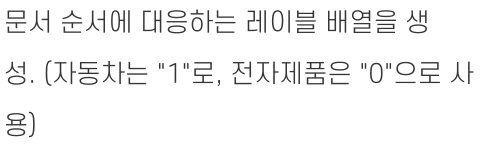 문서 순서에 대응하는 레이블 배열을 생
성. (자동차는 "1"로, 전자제품은 "0"으로 사
용)